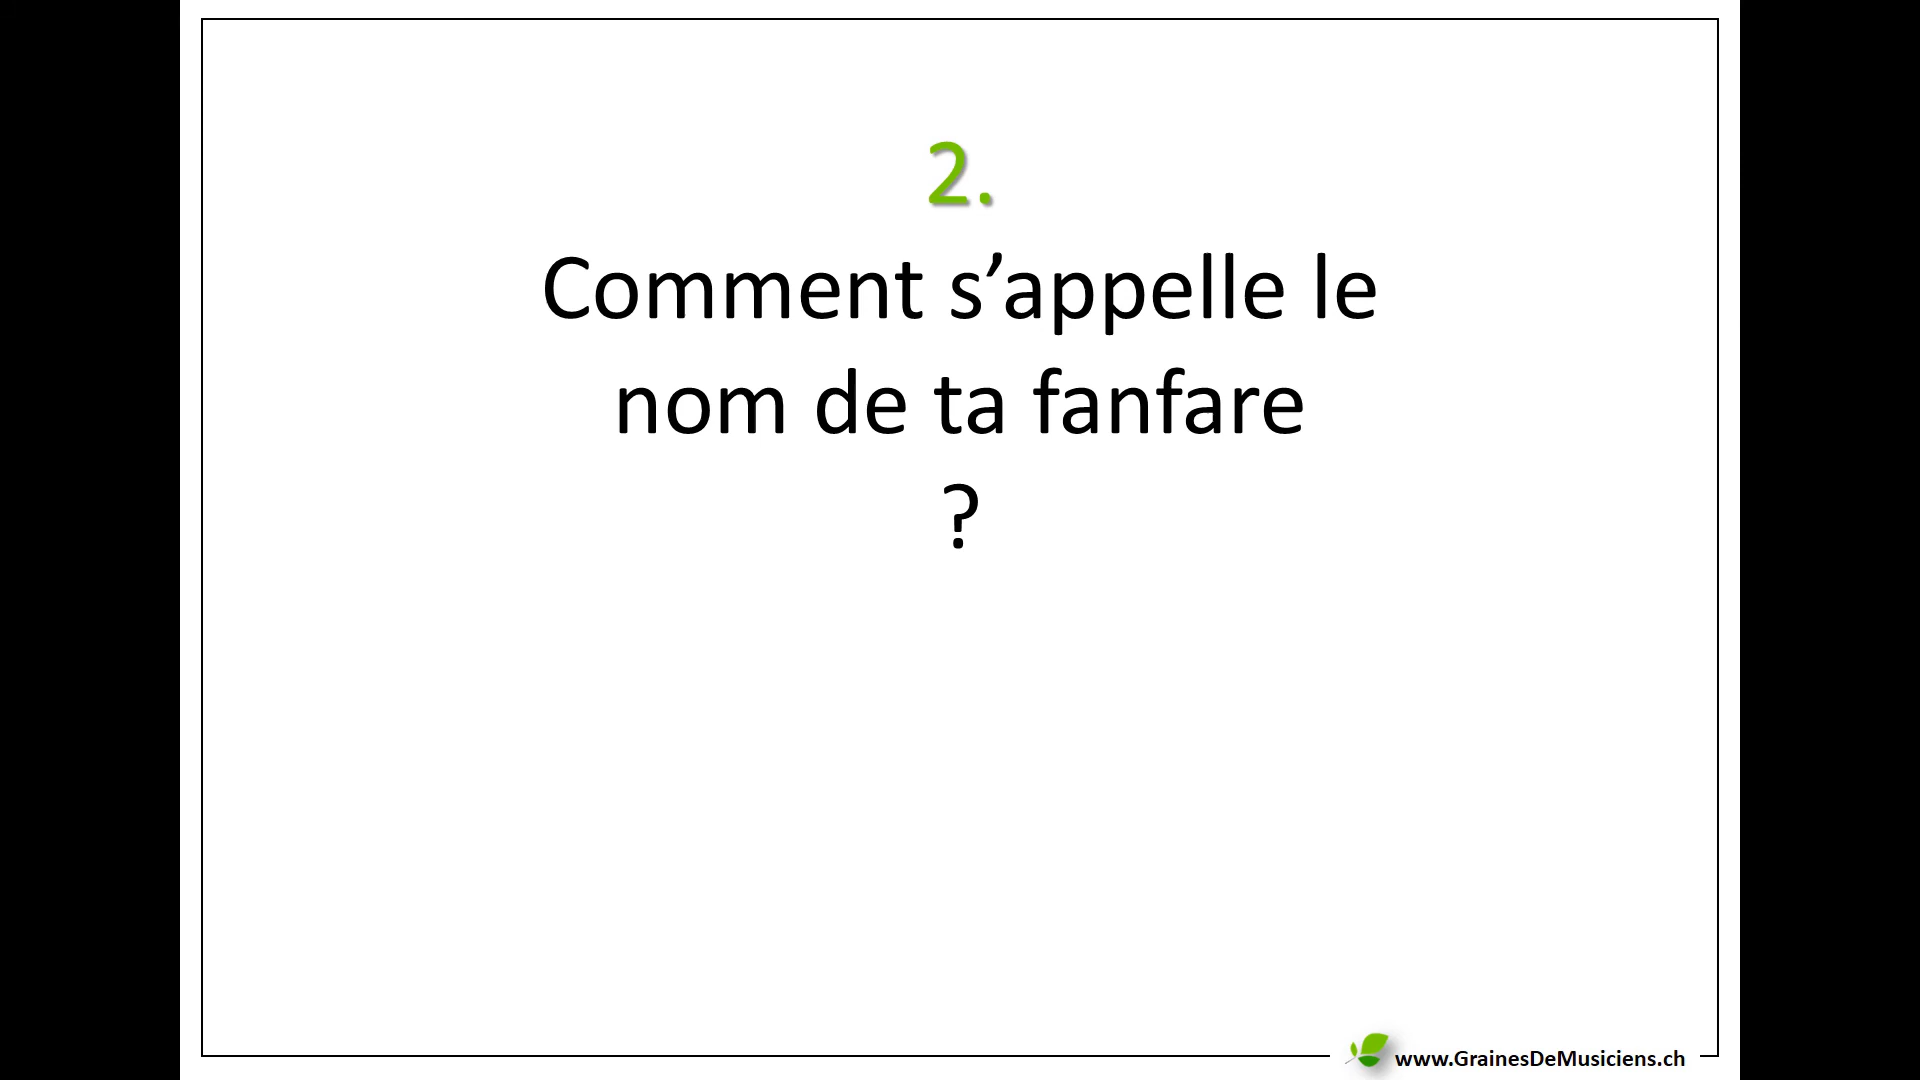 2.
Comment s’appelle le
nom de ta fanfare
?
www.GrainesDeMusiciens.ch